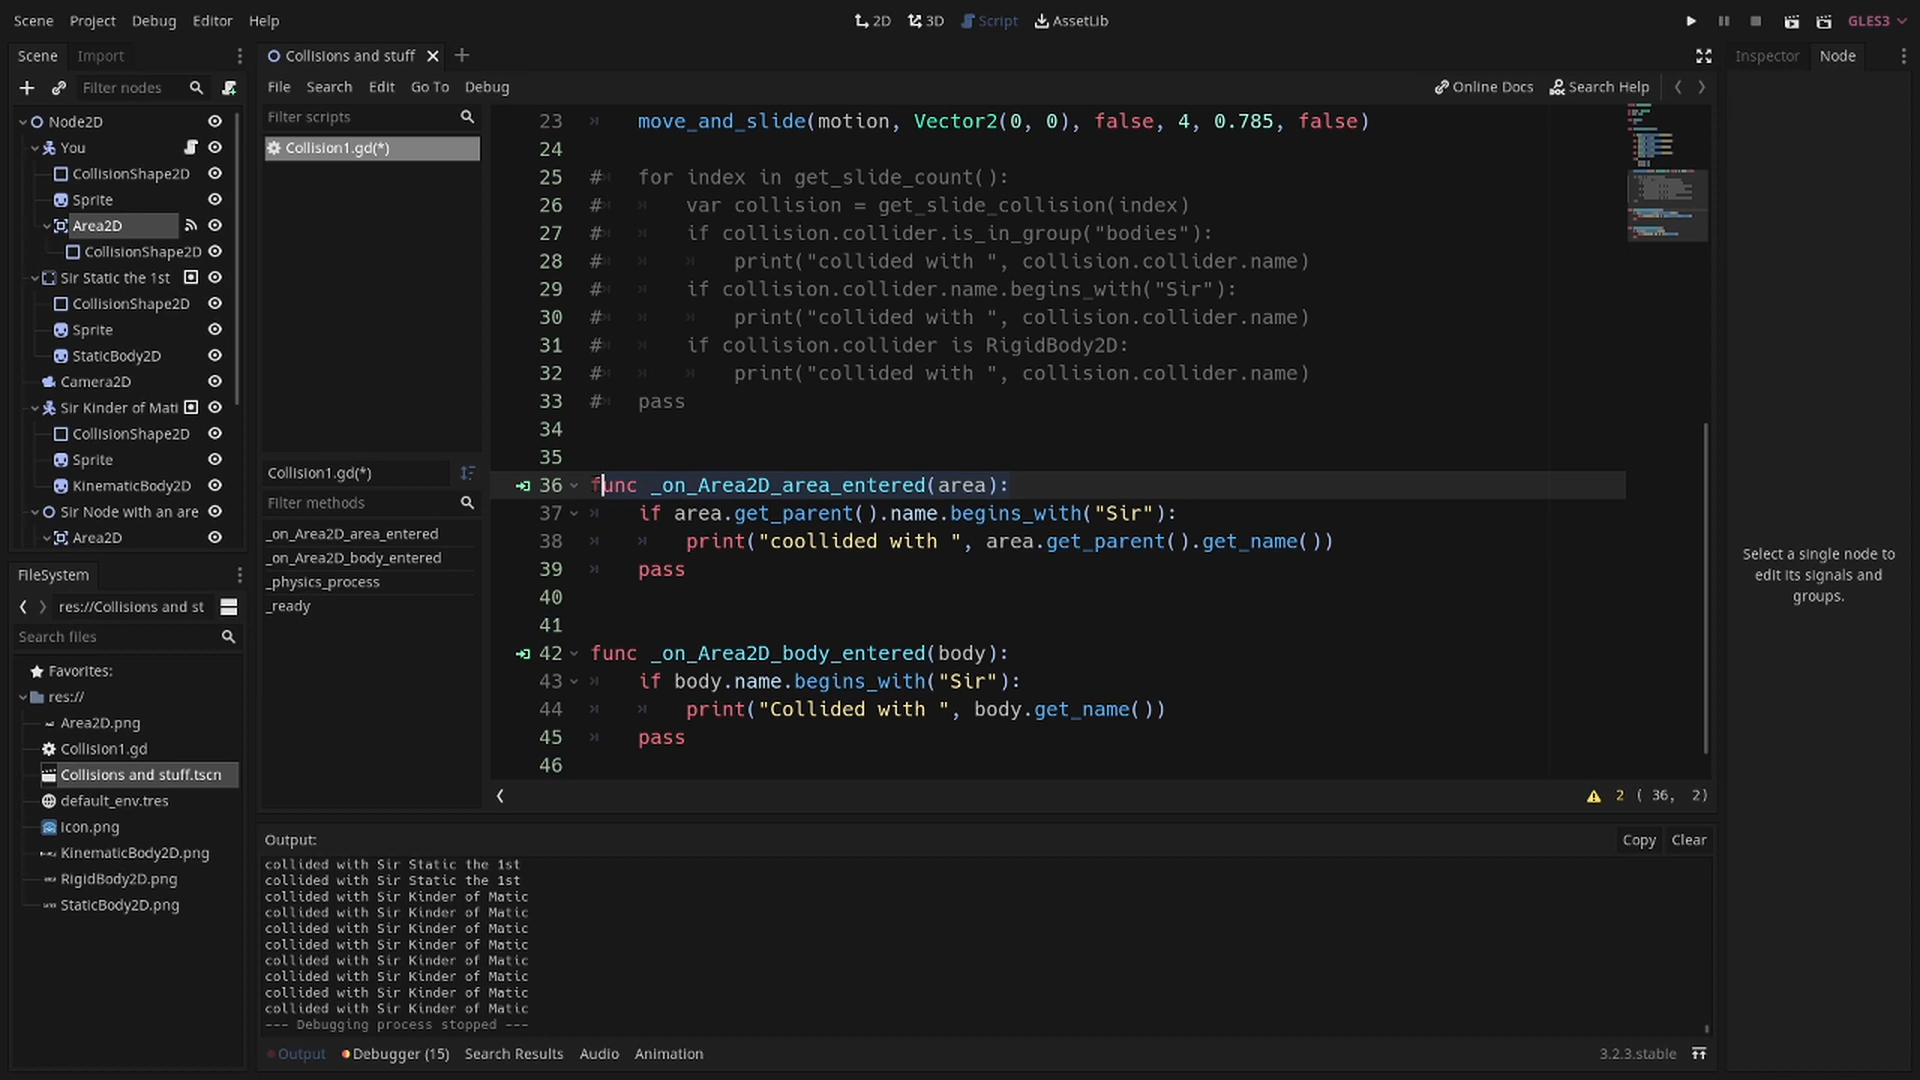 Scene Project Debug Editor Help
2D 3D Script AssetLib
GLES3
Scene Import
Filter nodes
Node2D
You
CollisionShape2D
Sprite
Area2D
CollisionShape2D
Sir Static the 1st
CollisionShape2D
Sprite
StaticBody2D
Camera2D
Sir Kinder of Mati
CollisionShape2D
Sprite
KinematicBody2D
Sir Node with an are
Area2D
FileSystem
res://Collisions and st
Search files
Favorites:
res://
Area2D.png
Collision1.gd
Collisions and stuff.tscn
default_env.tres
Icon.png
KinematicBody2D.png
RigidBody2D.png
StaticBody2D.png
Collisions and stuff
File Search Edit Go To Debug
Online Docs Search Help
Filter scripts
Collision1.gd(*)
Collision1.gd(*)
Filter methods
_on_Area2D_area_entered
_on_Area2D_body_entered
_physics_process
_ready
23 move_and_slide(motion, Vector2(0, 0), false, 4, 0.785, false)
24
25 # for index in get_slide_count():
26 # var collision = get_slide_collision(index)
27 # if collision.collider.is_in_group("bodies"):
28 # print("collided with ", collision.collider.name)
29 # if collision.collider.name.begins_with("Sir"):
30 # print("collided with ", collision.collider.name)
31 # if collision.collider is RigidBody2D:
32 # print("collided with ", collision.collider.name)
33 # pass
34
35
36 func _on_Area2D_area_entered(area):
37 if area.get_parent().name.begins_with("Sir"):
38 print("coollided with ", area.get_parent().get_name())
39 pass
40
41
42 func _on_Area2D_body_entered(body):
43 if body.name.begins_with("Sir"):
44 print("Collided with ", body.get_name())
45 pass
46
2 ( 36, 2)
Output:
Copy Clear
collided with Sir Static the 1st
collided with Sir Static the 1st
collided with Sir Kinder of Matic
collided with Sir Kinder of Matic
collided with Sir Kinder of Matic
collided with Sir Kinder of Matic
collided with Sir Kinder of Matic
collided with Sir Kinder of Matic
collided with Sir Kinder of Matic
collided with Sir Kinder of Matic
--- Debugging process stopped ---
Output Debugger (15) Search Results Audio Animation
3.2.3.stable
Inspector Node
Select a single node to
edit its signals and
groups.